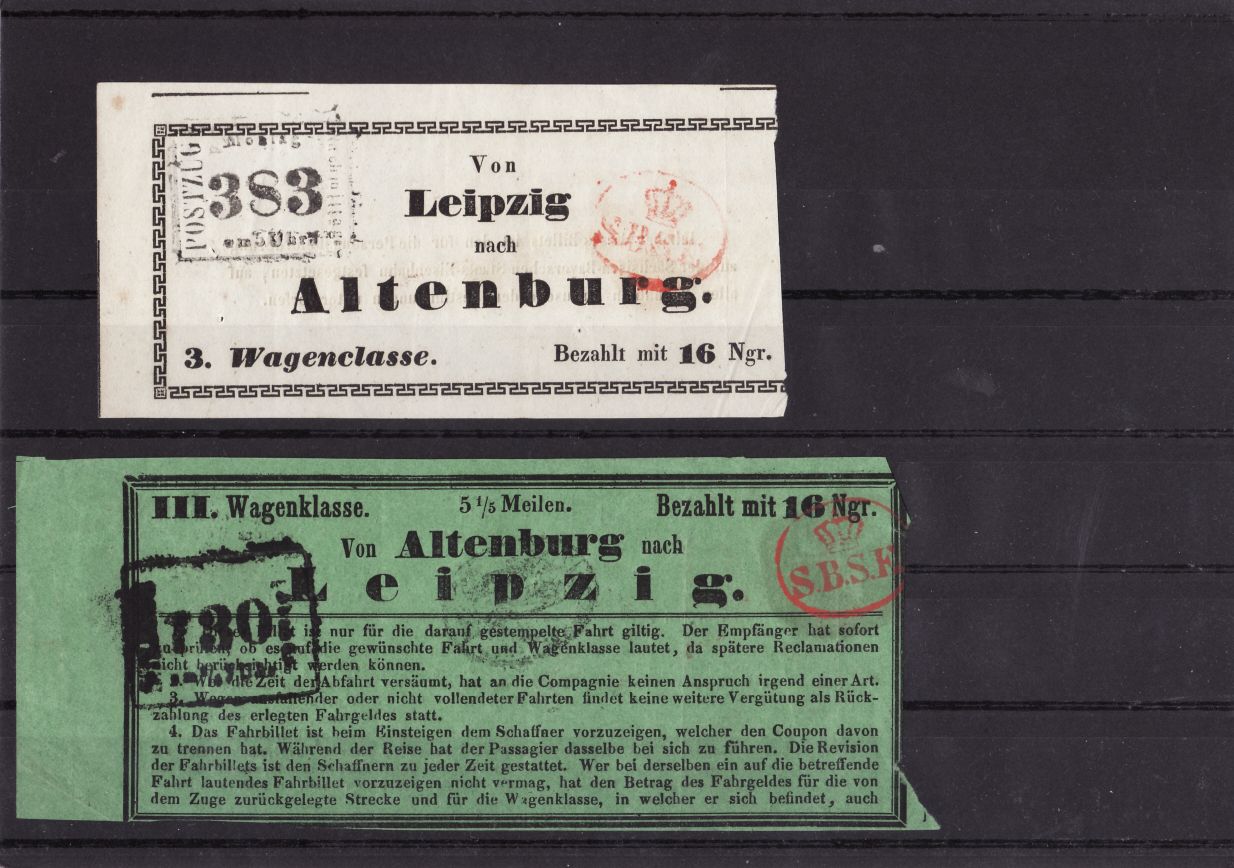 POSTZUG
383
Von
Leipzig
nach
Altenburg.
3. Wagenclasse.
Bezahlt mit 16 Ngr.
III. Wagenklasse.
5 1/5 Meilen.
Bezahlt mit 16 Ngr.
Von Altenburg nach
Leipzig.
S.B.S.
ist nur für die darauf gestempelte Fahrt giltig. Der Empfänger hat sofort
ob es auf die gewünschte Fahrt und Wagenklasse lautet, da spätere Reclamationen
nicht berücksichtigt werden können.
die Zeit der Abfahrt versäumt, hat an die Compagnie keinen Anspruch irgend einer Art.
3. Wegen ausfallender oder nicht vollendeter Fahrten findet keine weitere Vergütung als Rück-
zahlung des erlegten Fahrgeldes statt.
4. Das Fahrbillet ist beim Einsteigen dem Schaffner vorzuzeigen, welcher den Coupon davon
zu trennen hat. Während der Reise hat der Passagier dasselbe bei sich zu führen. Die Revision
der Fahrbillets ist den Schaffnern zu jeder Zeit gestattet. Wer bei derselben ein auf die betreffende
Fahrt lautendes Fahrbillet vorzuzeigen nicht vermag, hat den Betrag des Fahrgeldes für die von
dem Zuge zurückgelegte Strecke und für die Wagenklasse, in welcher er sich befindet, auch